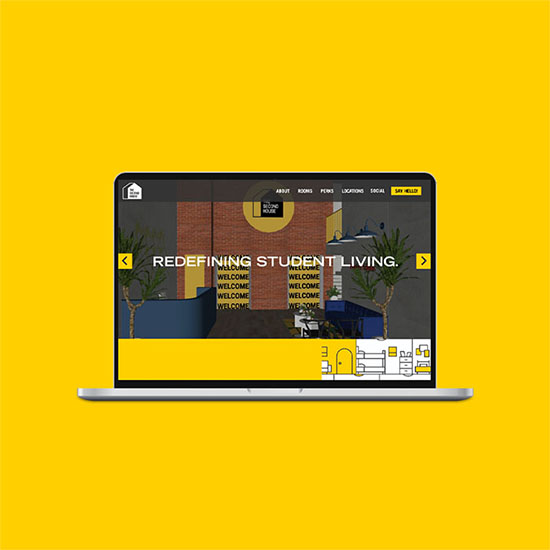 THE
SECOND
HOUSE
ABOUT
ROOMS
PERKS
LOCATIONS
SOCIAL
SAY HELLO!
SECOND
HOUSE
REDEFINING STUDENT LIVING.
WELCOME WELCOME
WELCOME WELCOME
WELCOME WELCOME
WELCOME WELCOME
WELCOME WELCOME